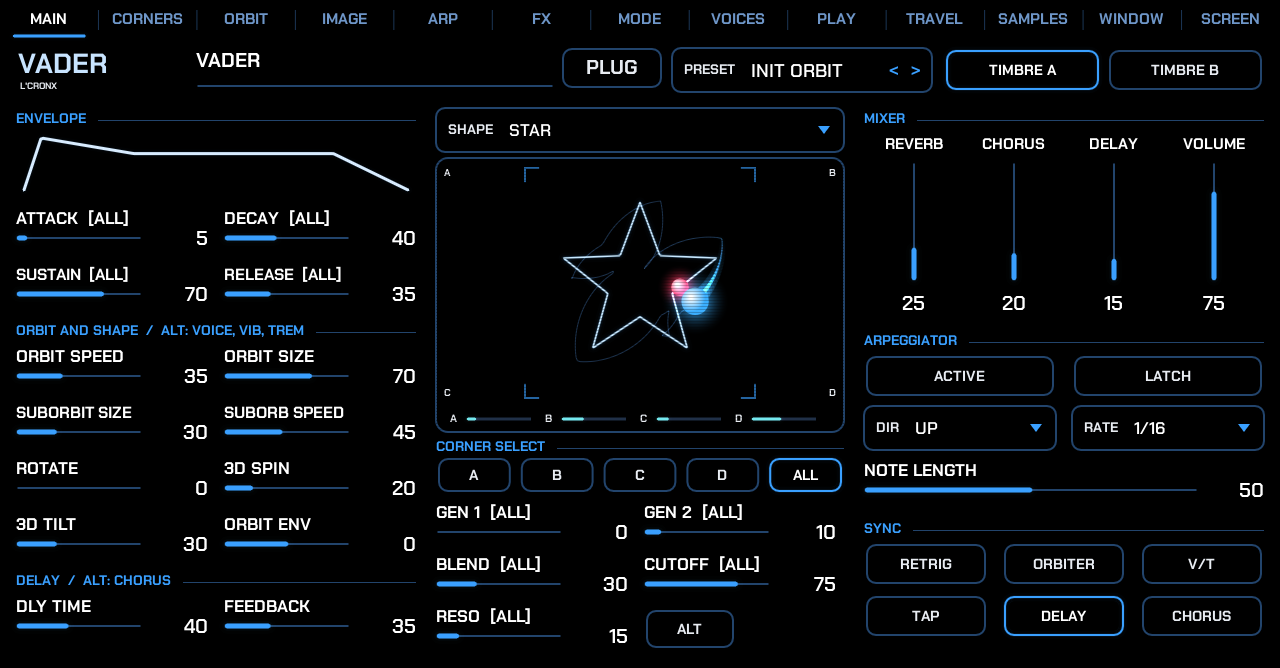 MAIN CORNERS ORBIT IMAGE ARP FX MODE VOICES PLAY TRAVEL SAMPLES WINDOW SCREEN
VADER
L'CRONX
VADER
PLUG
PRESET INIT ORBIT < >
TIMBRE A
TIMBRE B
ENVELOPE
ATTACK [ALL] 5
DECAY [ALL] 40
SUSTAIN [ALL] 70
RELEASE [ALL] 35
ORBIT AND SHAPE / ALT: VOICE, VIB, TREM
ORBIT SPEED 35
ORBIT SIZE 70
SUBORBIT SIZE 30
SUBORB SPEED 45
ROTATE 0
3D SPIN 20
3D TILT 30
ORBIT ENV 0
DELAY / ALT: CHORUS
DLY TIME 40
FEEDBACK 35
SHAPE STAR
A B
C D
A B C D
CORNER SELECT
A B C D ALL
GEN 1 [ALL] 0
GEN 2 [ALL] 10
BLEND [ALL] 30
CUTOFF [ALL] 75
RESO [ALL] 15
ALT
MIXER
REVERB CHORUS DELAY VOLUME
25 20 15 75
ARPEGGIATOR
ACTIVE LATCH
DIR UP
RATE 1/16
NOTE LENGTH 50
SYNC
RETRIG ORBITER V/T
TAP DELAY CHORUS